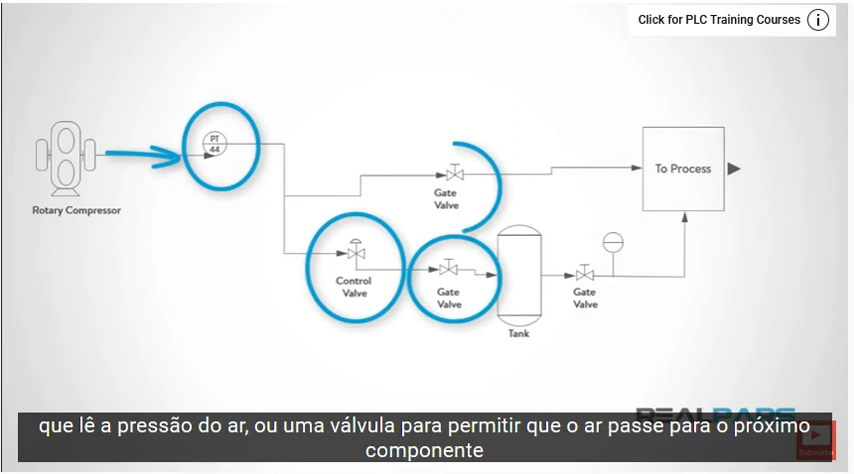 Click for PLC Training Courses
PT
44
To Process
Rotary Compressor
Gate
Valve
Control
Valve
Gate
Valve
Gate
Valve
Tank
REALPARS
que lê a pressão do ar, ou uma válvula para permitir que o ar passe para o próximo
componente
Subscribe